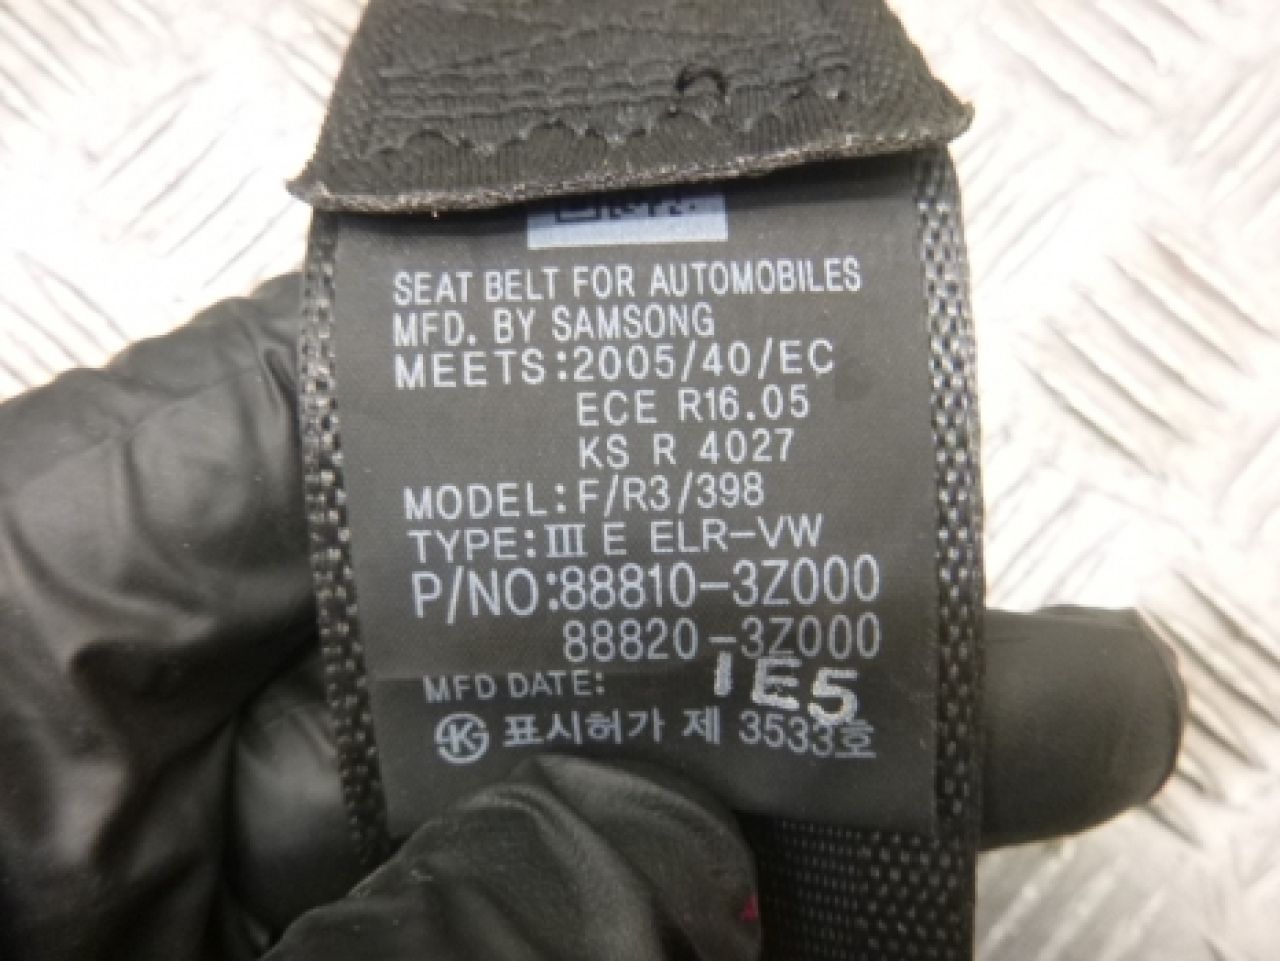 SEAT BELT FOR AUTOMOBILES
MFD. BY SAMSONG
MEETS:2005/40/EC
ECE R16.05
KS R 4027
MODEL:F/R3/398
TYPE:III E ELR-VW
P/NO:88810-3Z000
88820-3Z000
MFD DATE: 1E5
표시허가 제 3533호